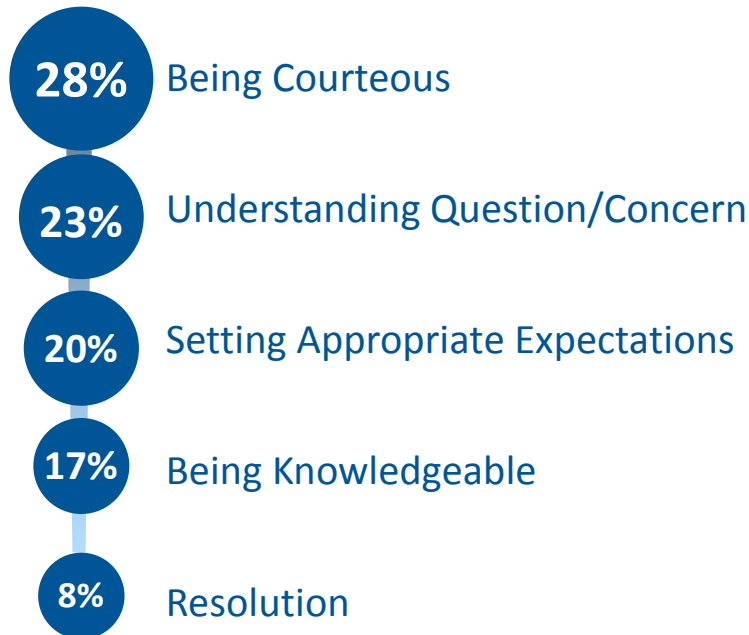 28% Being Courteous
23% Understanding Question/Concern
20% Setting Appropriate Expectations
17% Being Knowledgeable
8% Resolution